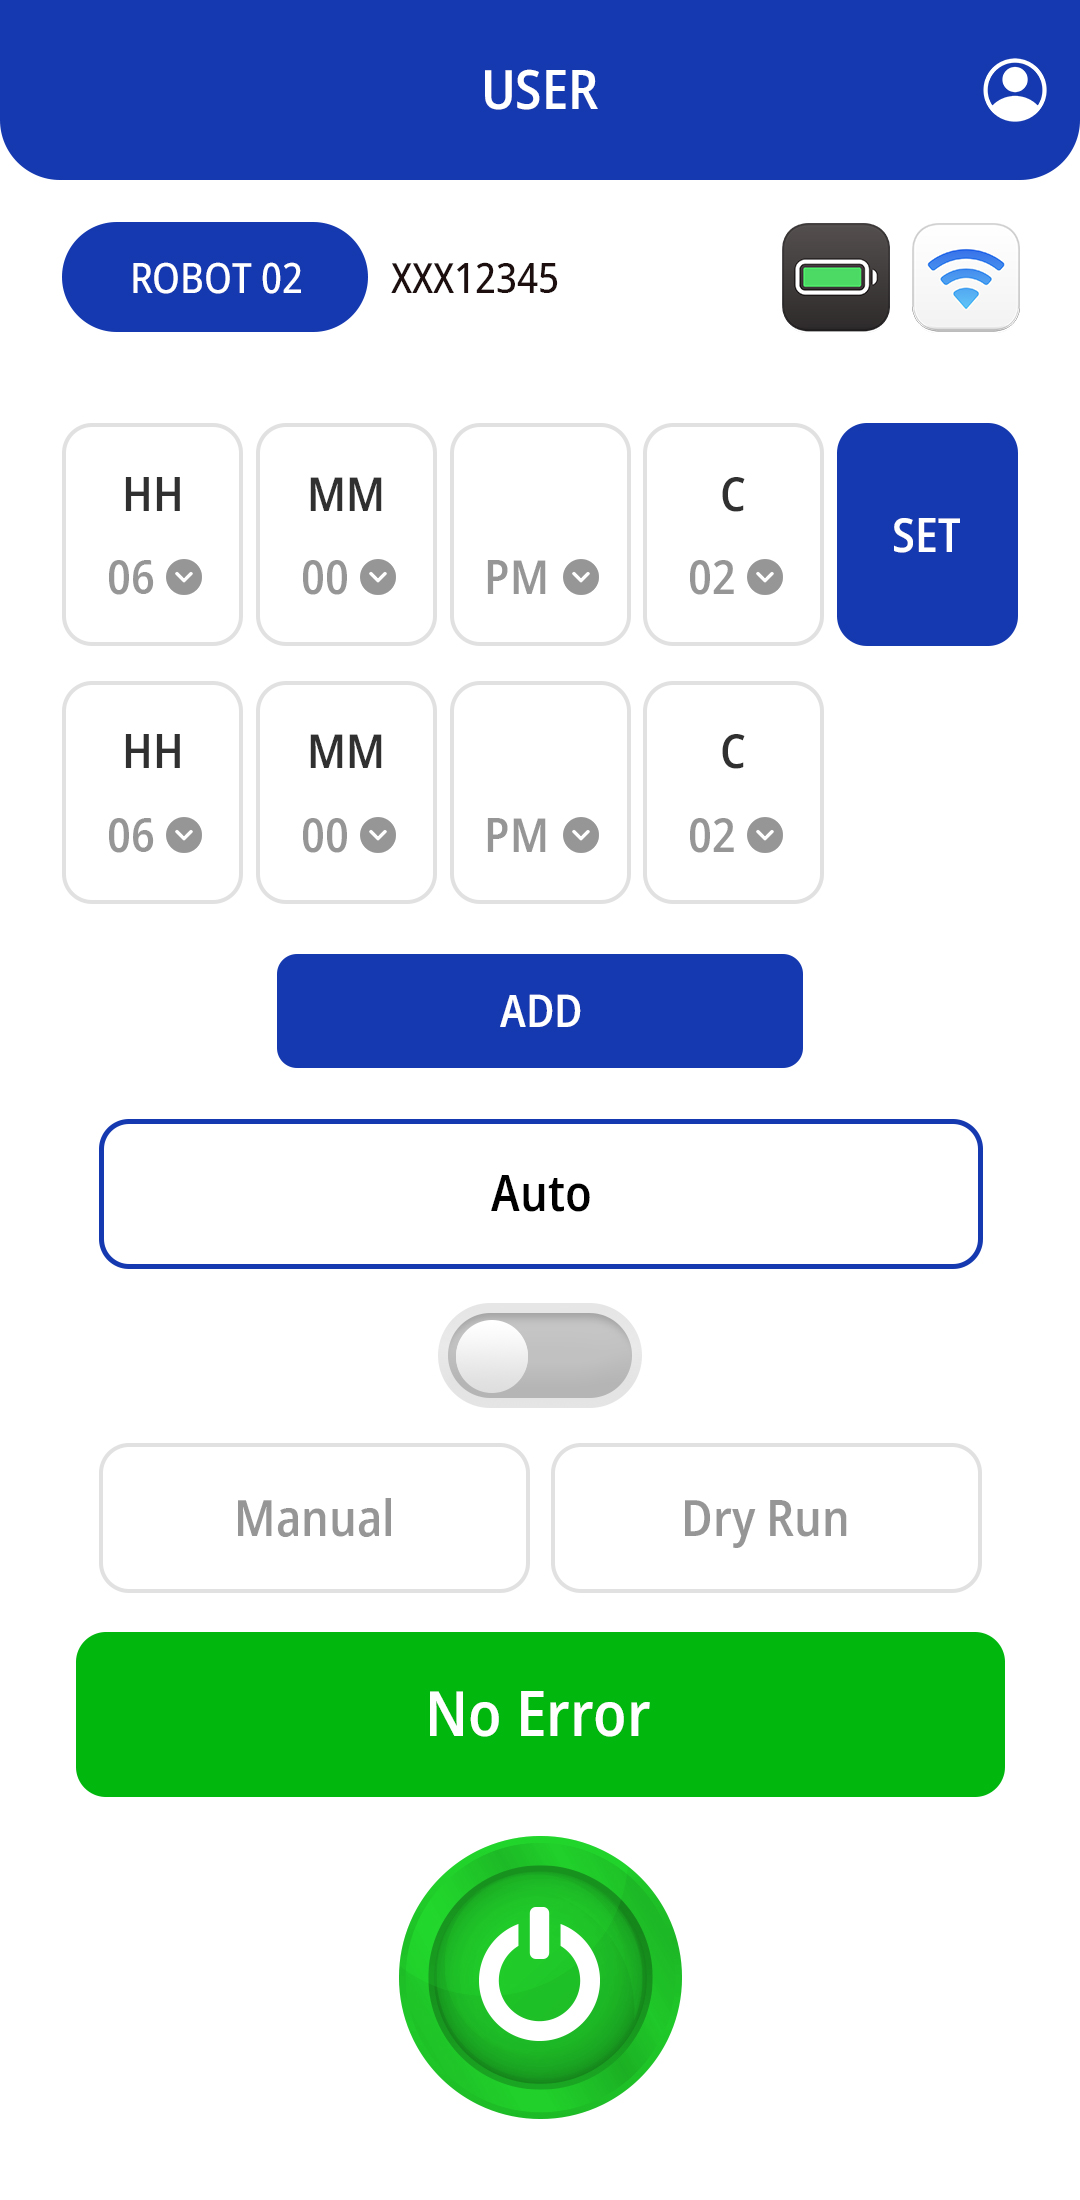 USER
ROBOT 02 XXX12345
HH MM C SET
06 00 PM 02
HH MM C
06 00 PM 02
ADD
Auto
Manual Dry Run
No Error